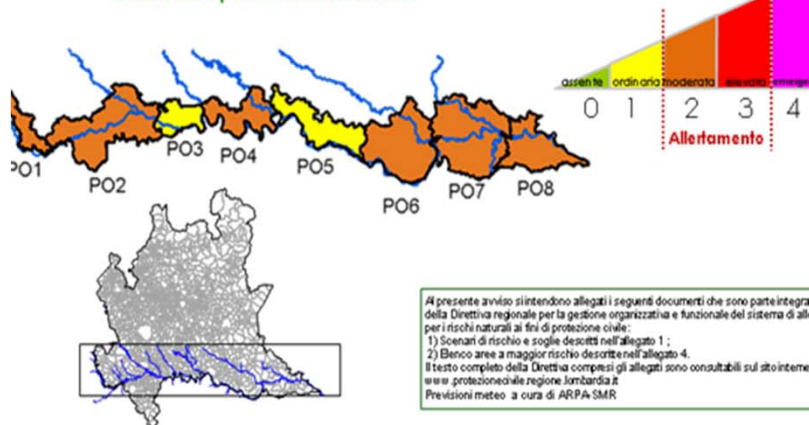 assente ordinaria moderata elevata
0 1 2 3 4
Allertamento
PO1 PO2 PO3 PO4 PO5 PO6 PO7 PO8
Al presente avviso si intendono allegati i seguenti documenti che sono parte integra
della Direttiva regionale per la gestione organizzativa e funzionale del sistema di alle
per i rischi naturali ai fini di protezione civile:
1) Scenari di rischio e soglie descritti nell'allegato 1 ;
2) Elenco aree a maggior rischio descritte nell'allegato 4.
Il testo completo della Direttiva compresi gli allegati sono consultabili sul sito interne
www.protezionecivile.regione.lombardia.it
Previsioni meteo a cura di ARPA-SMR